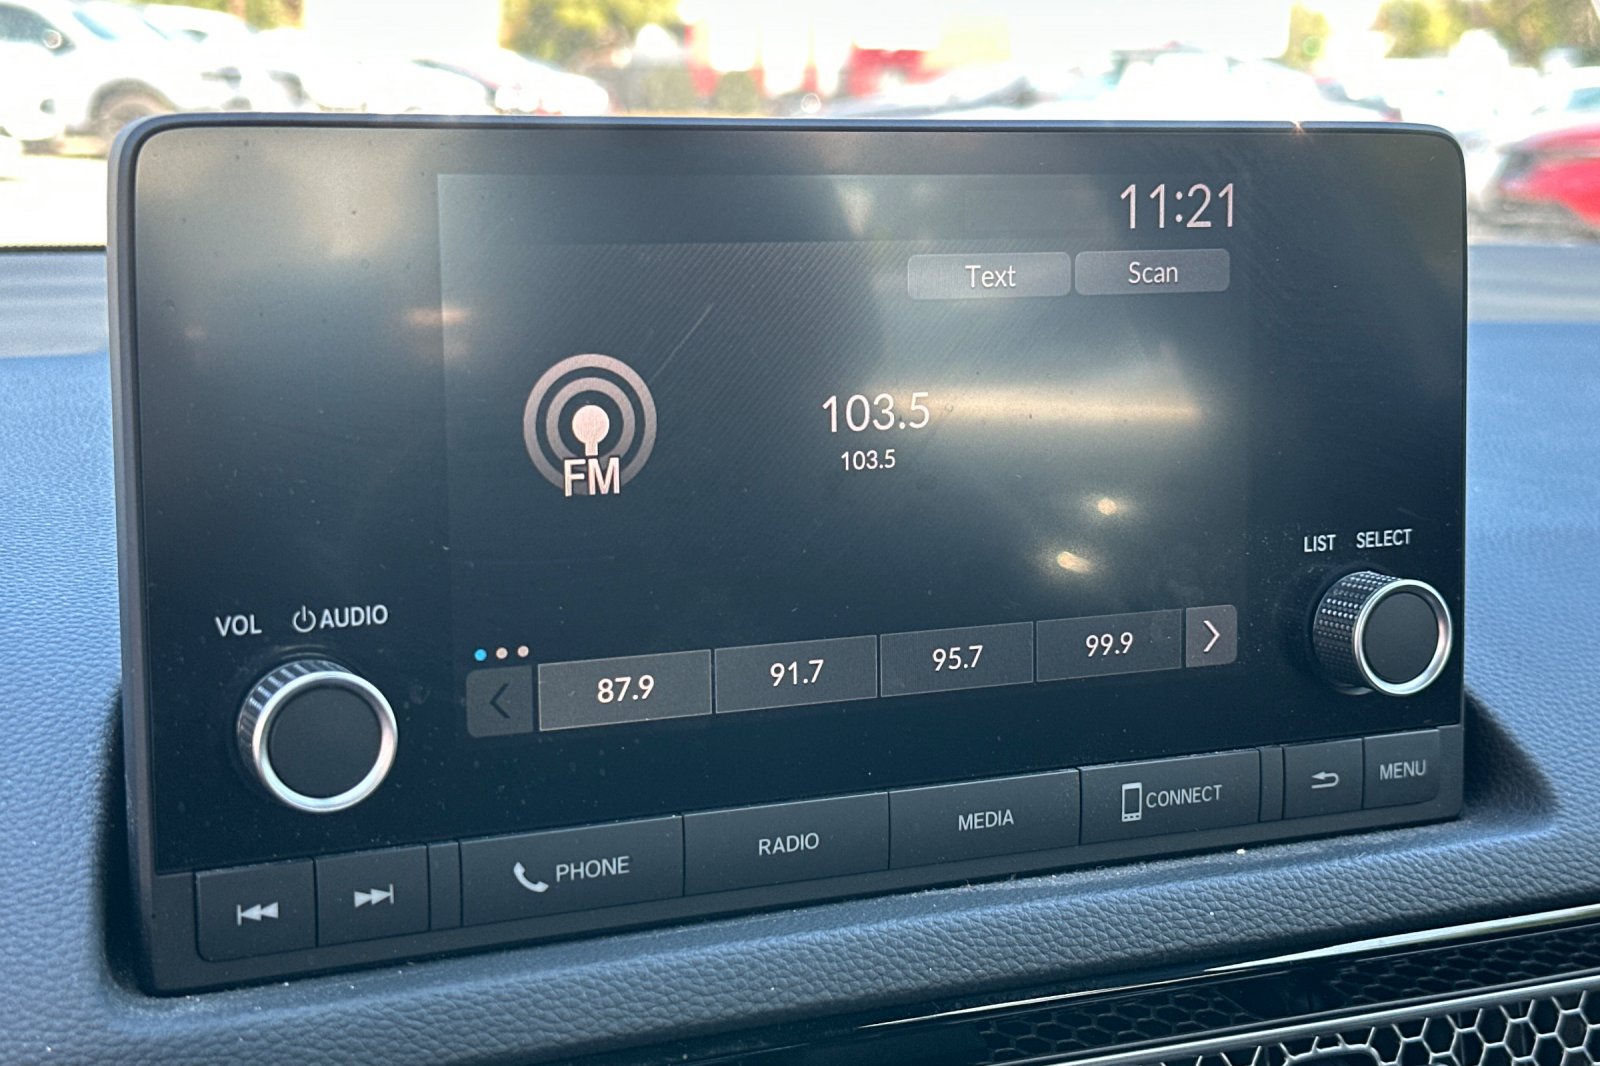 11:21
Text Scan
103.5
103.5
FM
LIST SELECT
VOL AUDIO
87.9 91.7 95.7 99.9
PHONE RADIO MEDIA CONNECT MENU